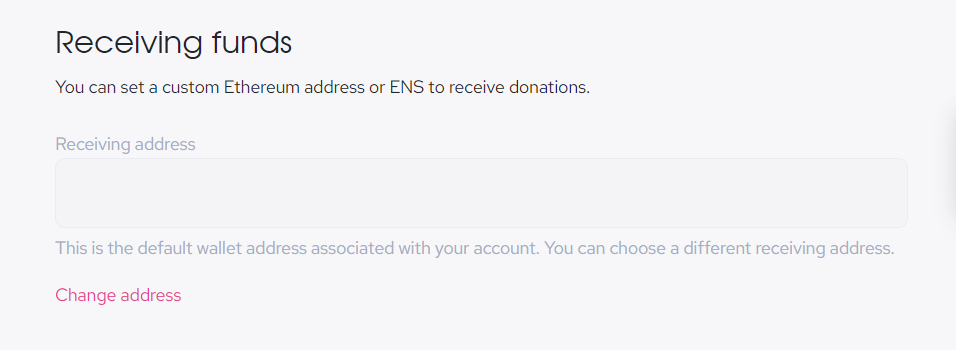 Receiving funds
You can set a custom Ethereum address or ENS to receive donations.
Receiving address
This is the default wallet address associated with your account. You can choose a different receiving address.
Change address